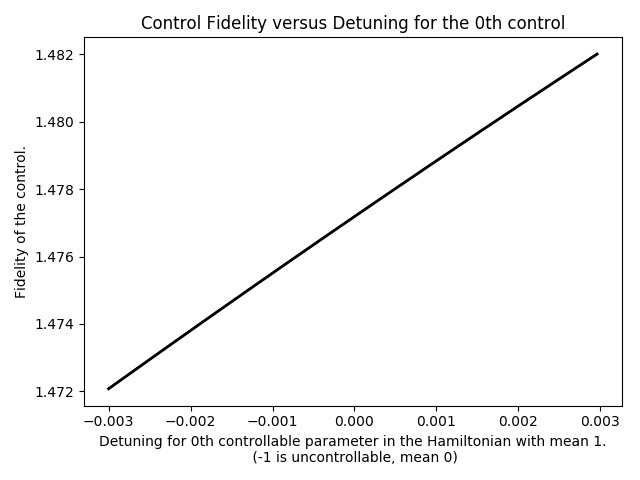 Control Fidelity versus Detuning for the 0th control
1.482
1.480
1.478
1.476
1.474
1.472
Fidelity of the control.
−0.003 −0.002 −0.001 0.000 0.001 0.002 0.003
Detuning for 0th controllable parameter in the Hamiltonian with mean 1.
(-1 is uncontrollable, mean 0)